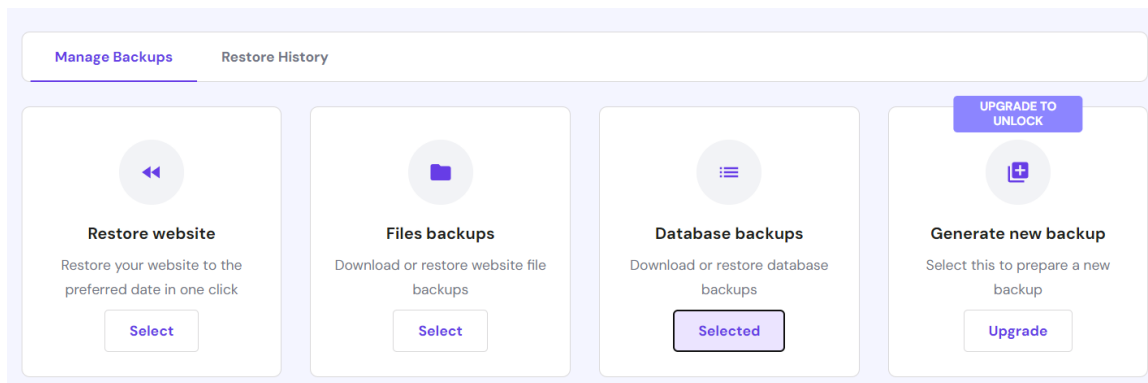 Manage Backups
Restore History
UPGRADE TO
UNLOCK
Restore website
Restore your website to the
preferred date in one click
Select
Files backups
Download or restore website file
backups
Select
Database backups
Download or restore database
backups
Selected
Generate new backup
Select this to prepare a new
backup
Upgrade